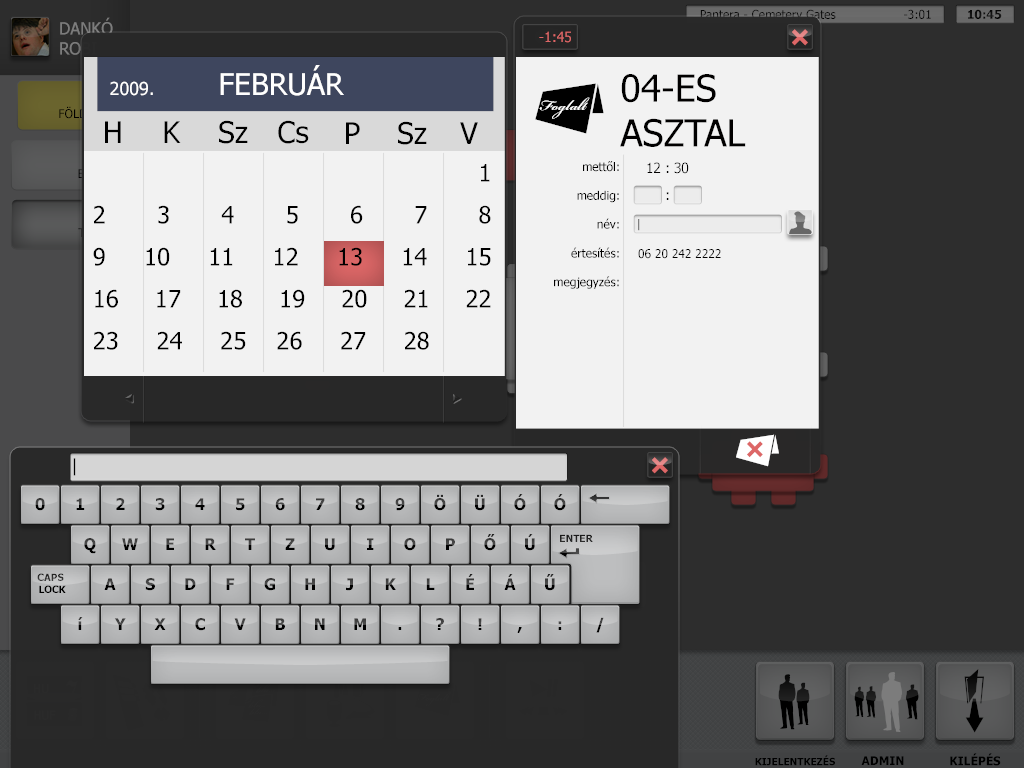 DANKÓ
RO
Pantera - Cemetery Gates -3:01
10:45
FÖL
2009. FEBRUÁR
H K Sz Cs P Sz V
1
2 3 4 5 6 7 8
9 10 11 12 13 14 15
16 17 18 19 20 21 22
23 24 25 26 27 28
-1:45
Foglalt
04-ES
ASZTAL
mettől: 12 : 30
meddig: :
név:
értesítés: 06 20 242 2222
megjegyzés:
0 1 2 3 4 5 6 7 8 9 Ö Ü Ó Ó
Q W E R T Z U I O P Ő Ú ENTER
CAPS
LOCK A S D F G H J K L É Á Ű
í Y X C V B N M . ? ! , : /
KIJELENTKEZÉS
ADMIN
KILÉPÉS